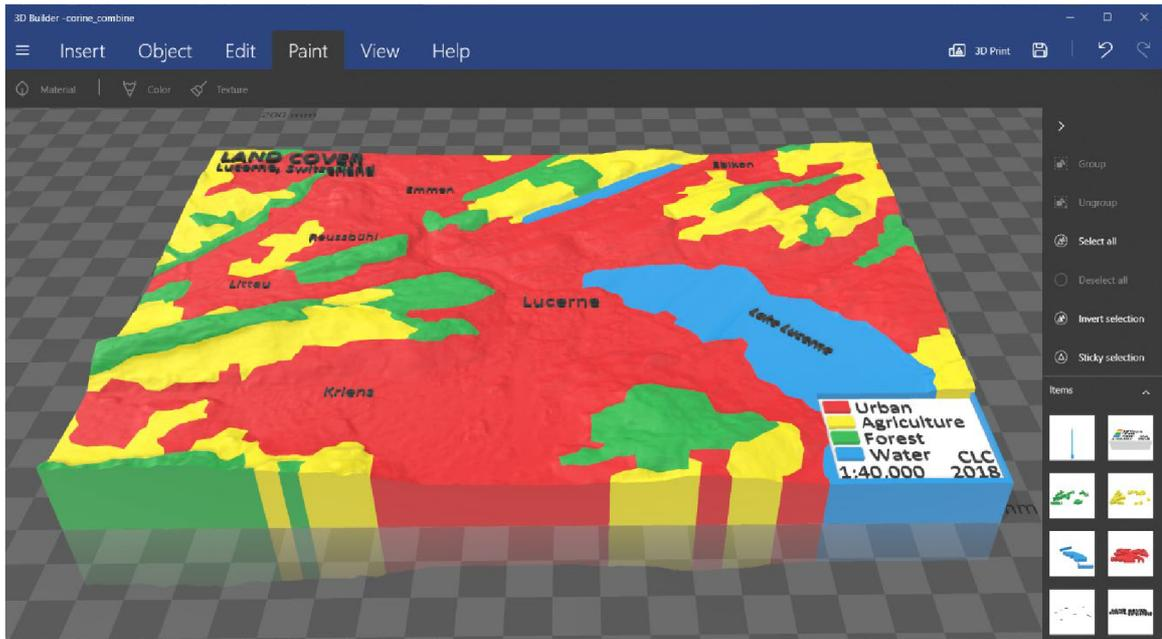 3D Builder -corine_combine
Insert Object Edit Paint View Help
3D Print
Material Color Texture
200 mm
LAND COVER
Lucerne, Switzerland
Emmen
Ebikon
Reussbühl
Littau
Lucerne
Lake Lucerne
Kriens
Urban
Agriculture
Forest
Water CLC
1:40.000 2018
Group
Ungroup
Select all
Deselect all
Invert selection
Sticky selection
Items